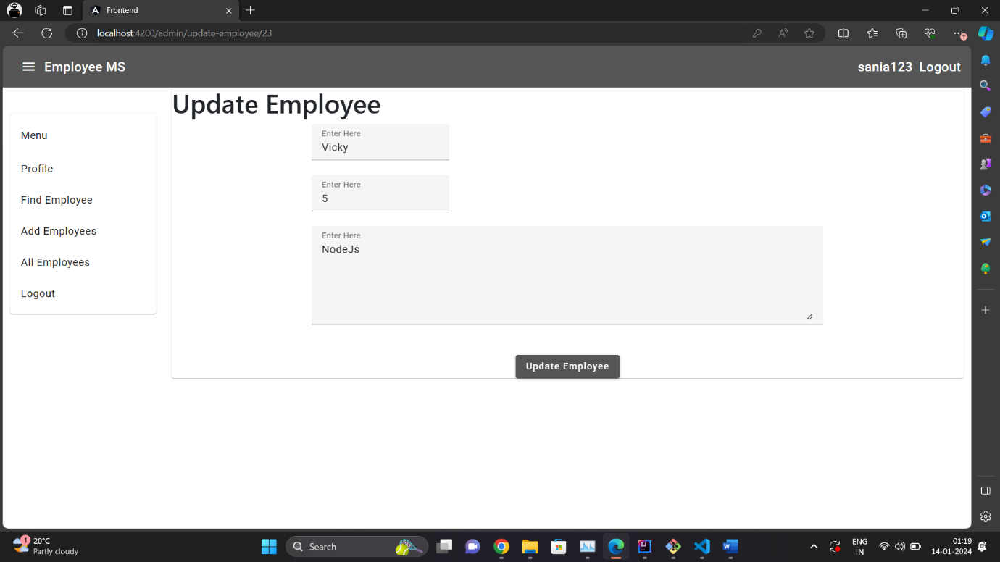 Frontend
localhost:4200/admin/update-employee/23
Employee MS
sania123 Logout
Update Employee
Menu
Profile
Find Employee
Add Employees
All Employees
Logout
Enter Here
Vicky
Enter Here
5
Enter Here
NodeJs
Update Employee
1
20°C
Partly cloudy
Search
ENG
IN
01:19
14-01-2024